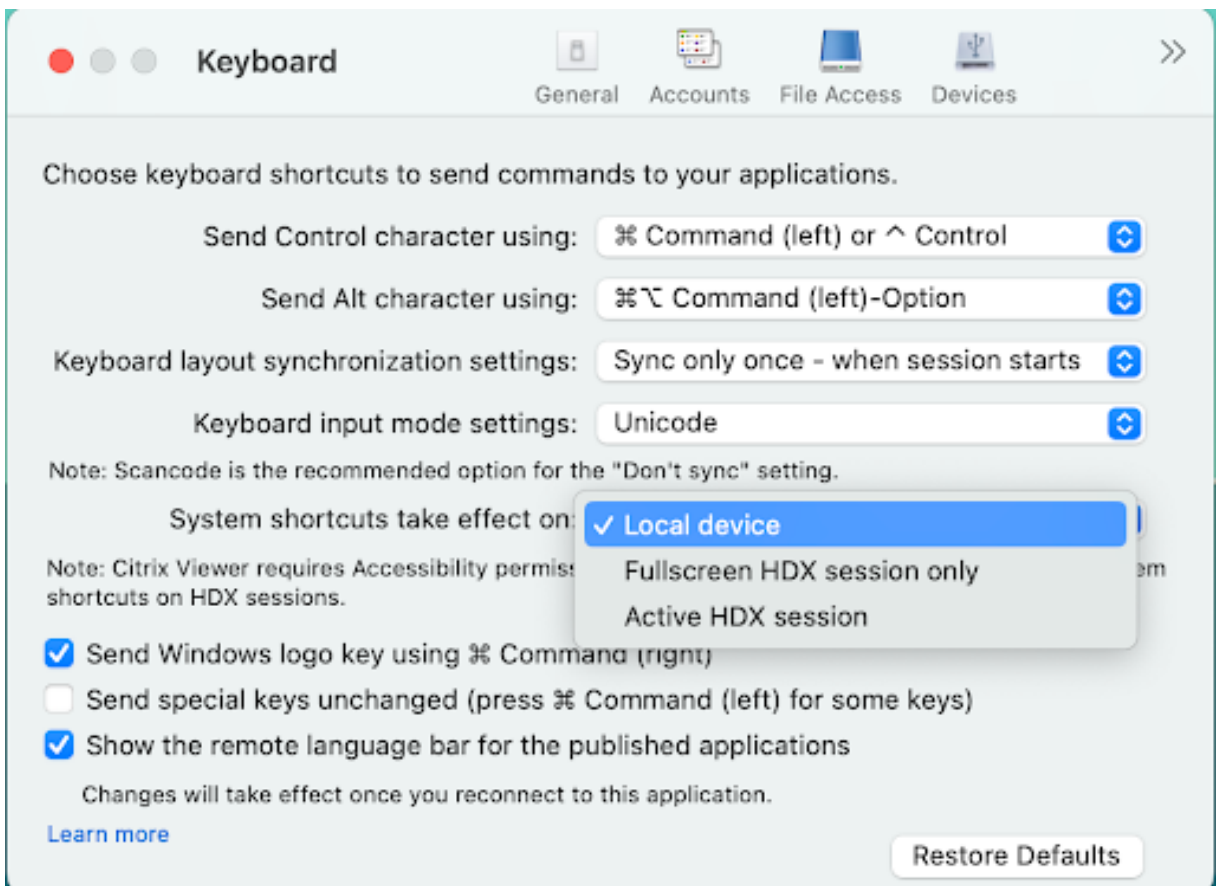 Keyboard
General Accounts File Access Devices
Choose keyboard shortcuts to send commands to your applications.
Send Control character using: ⌘ Command (left) or ^ Control
Send Alt character using: ⌘⌥ Command (left)-Option
Keyboard layout synchronization settings: Sync only once - when session starts
Keyboard input mode settings: Unicode
Note: Scancode is the recommended option for the "Don't sync" setting.
System shortcuts take effect on: ✓ Local device
Fullscreen HDX session only
Active HDX session
Note: Citrix Viewer requires Accessibility
shortcuts on HDX sessions.
Send Windows logo key using ⌘ Command (right)
Send special keys unchanged (press ⌘ Command (left) for some keys)
Show the remote language bar for the published applications
Changes will take effect once you reconnect to this application.
Learn more
Restore Defaults